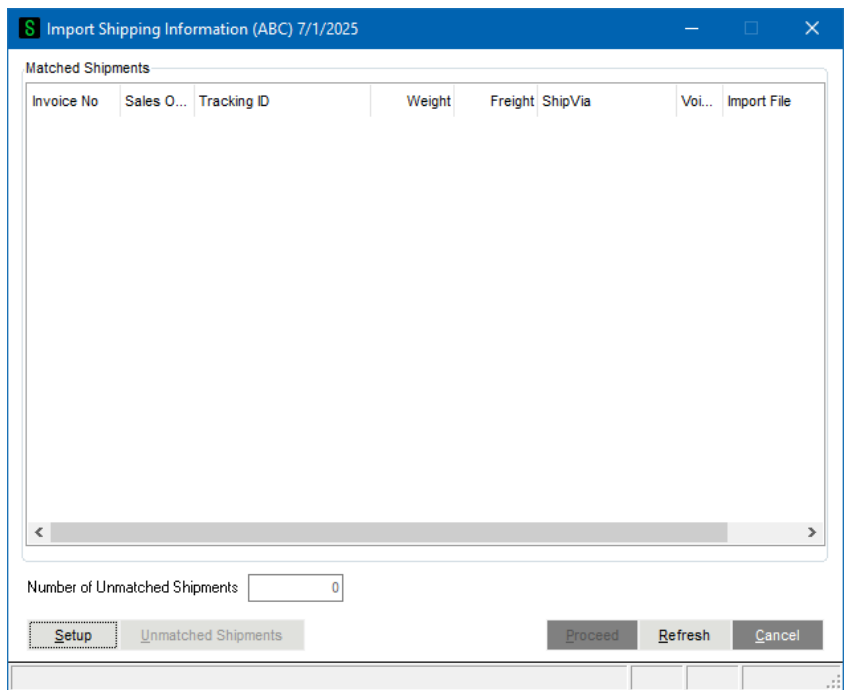 S Import Shipping Information (ABC) 7/1/2025
Matched Shipments
Invoice No Sales O... Tracking ID Weight Freight ShipVia Voi... Import File
Number of Unmatched Shipments 0
Setup Unmatched Shipments Proceed Refresh Cancel